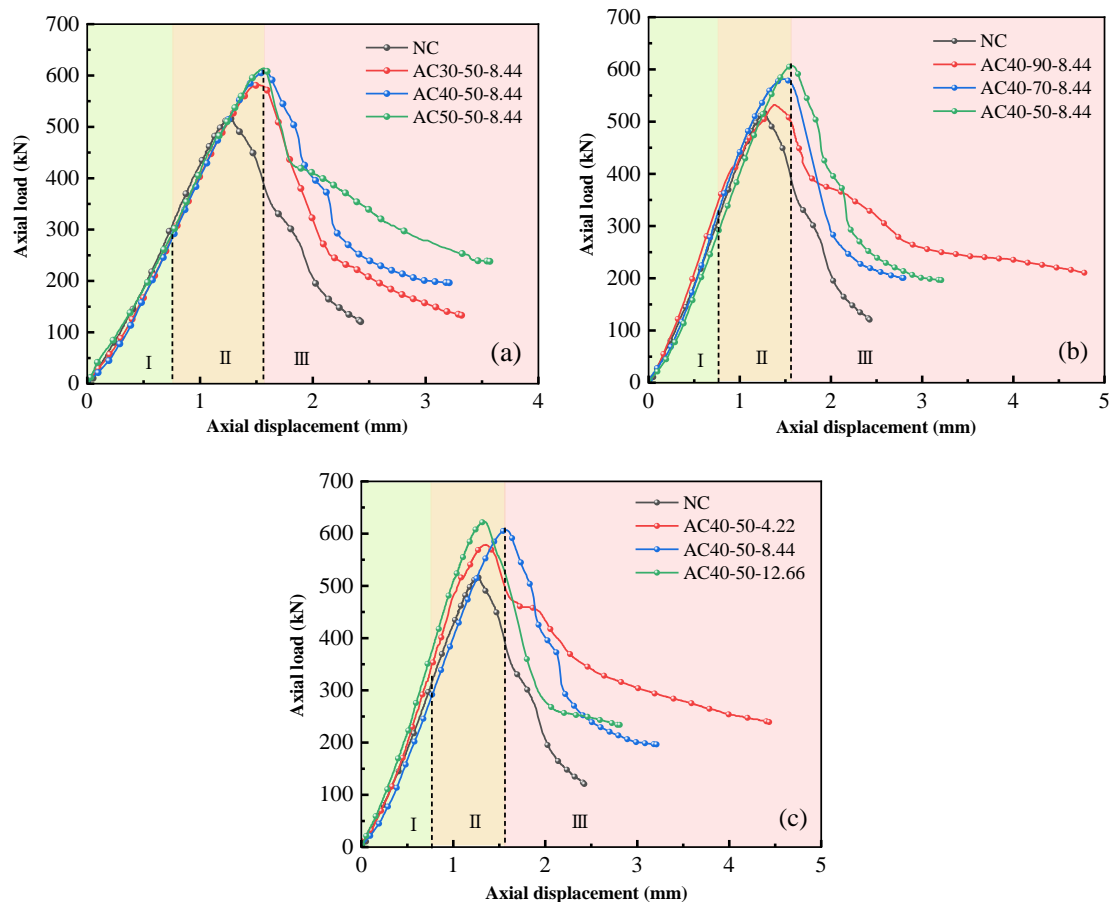 700
600
500
400
300
200
100
0
Axial load (kN)
NC
AC30-50-8.44
AC40-50-8.44
AC50-50-8.44
Ⅰ
Ⅱ
Ⅲ
(a)
0
1
2
3
4
Axial displacement (mm)
700
600
500
400
300
200
100
0
Axial load (kN)
NC
AC40-90-8.44
AC40-70-8.44
AC40-50-8.44
Ⅰ
Ⅱ
Ⅲ
(b)
0
1
2
3
4
5
Axial displacement (mm)
700
600
500
400
300
200
100
0
Axial load (kN)
NC
AC40-50-4.22
AC40-50-8.44
AC40-50-12.66
Ⅰ
Ⅱ
Ⅲ
(c)
0
1
2
3
4
5
Axial displacement (mm)